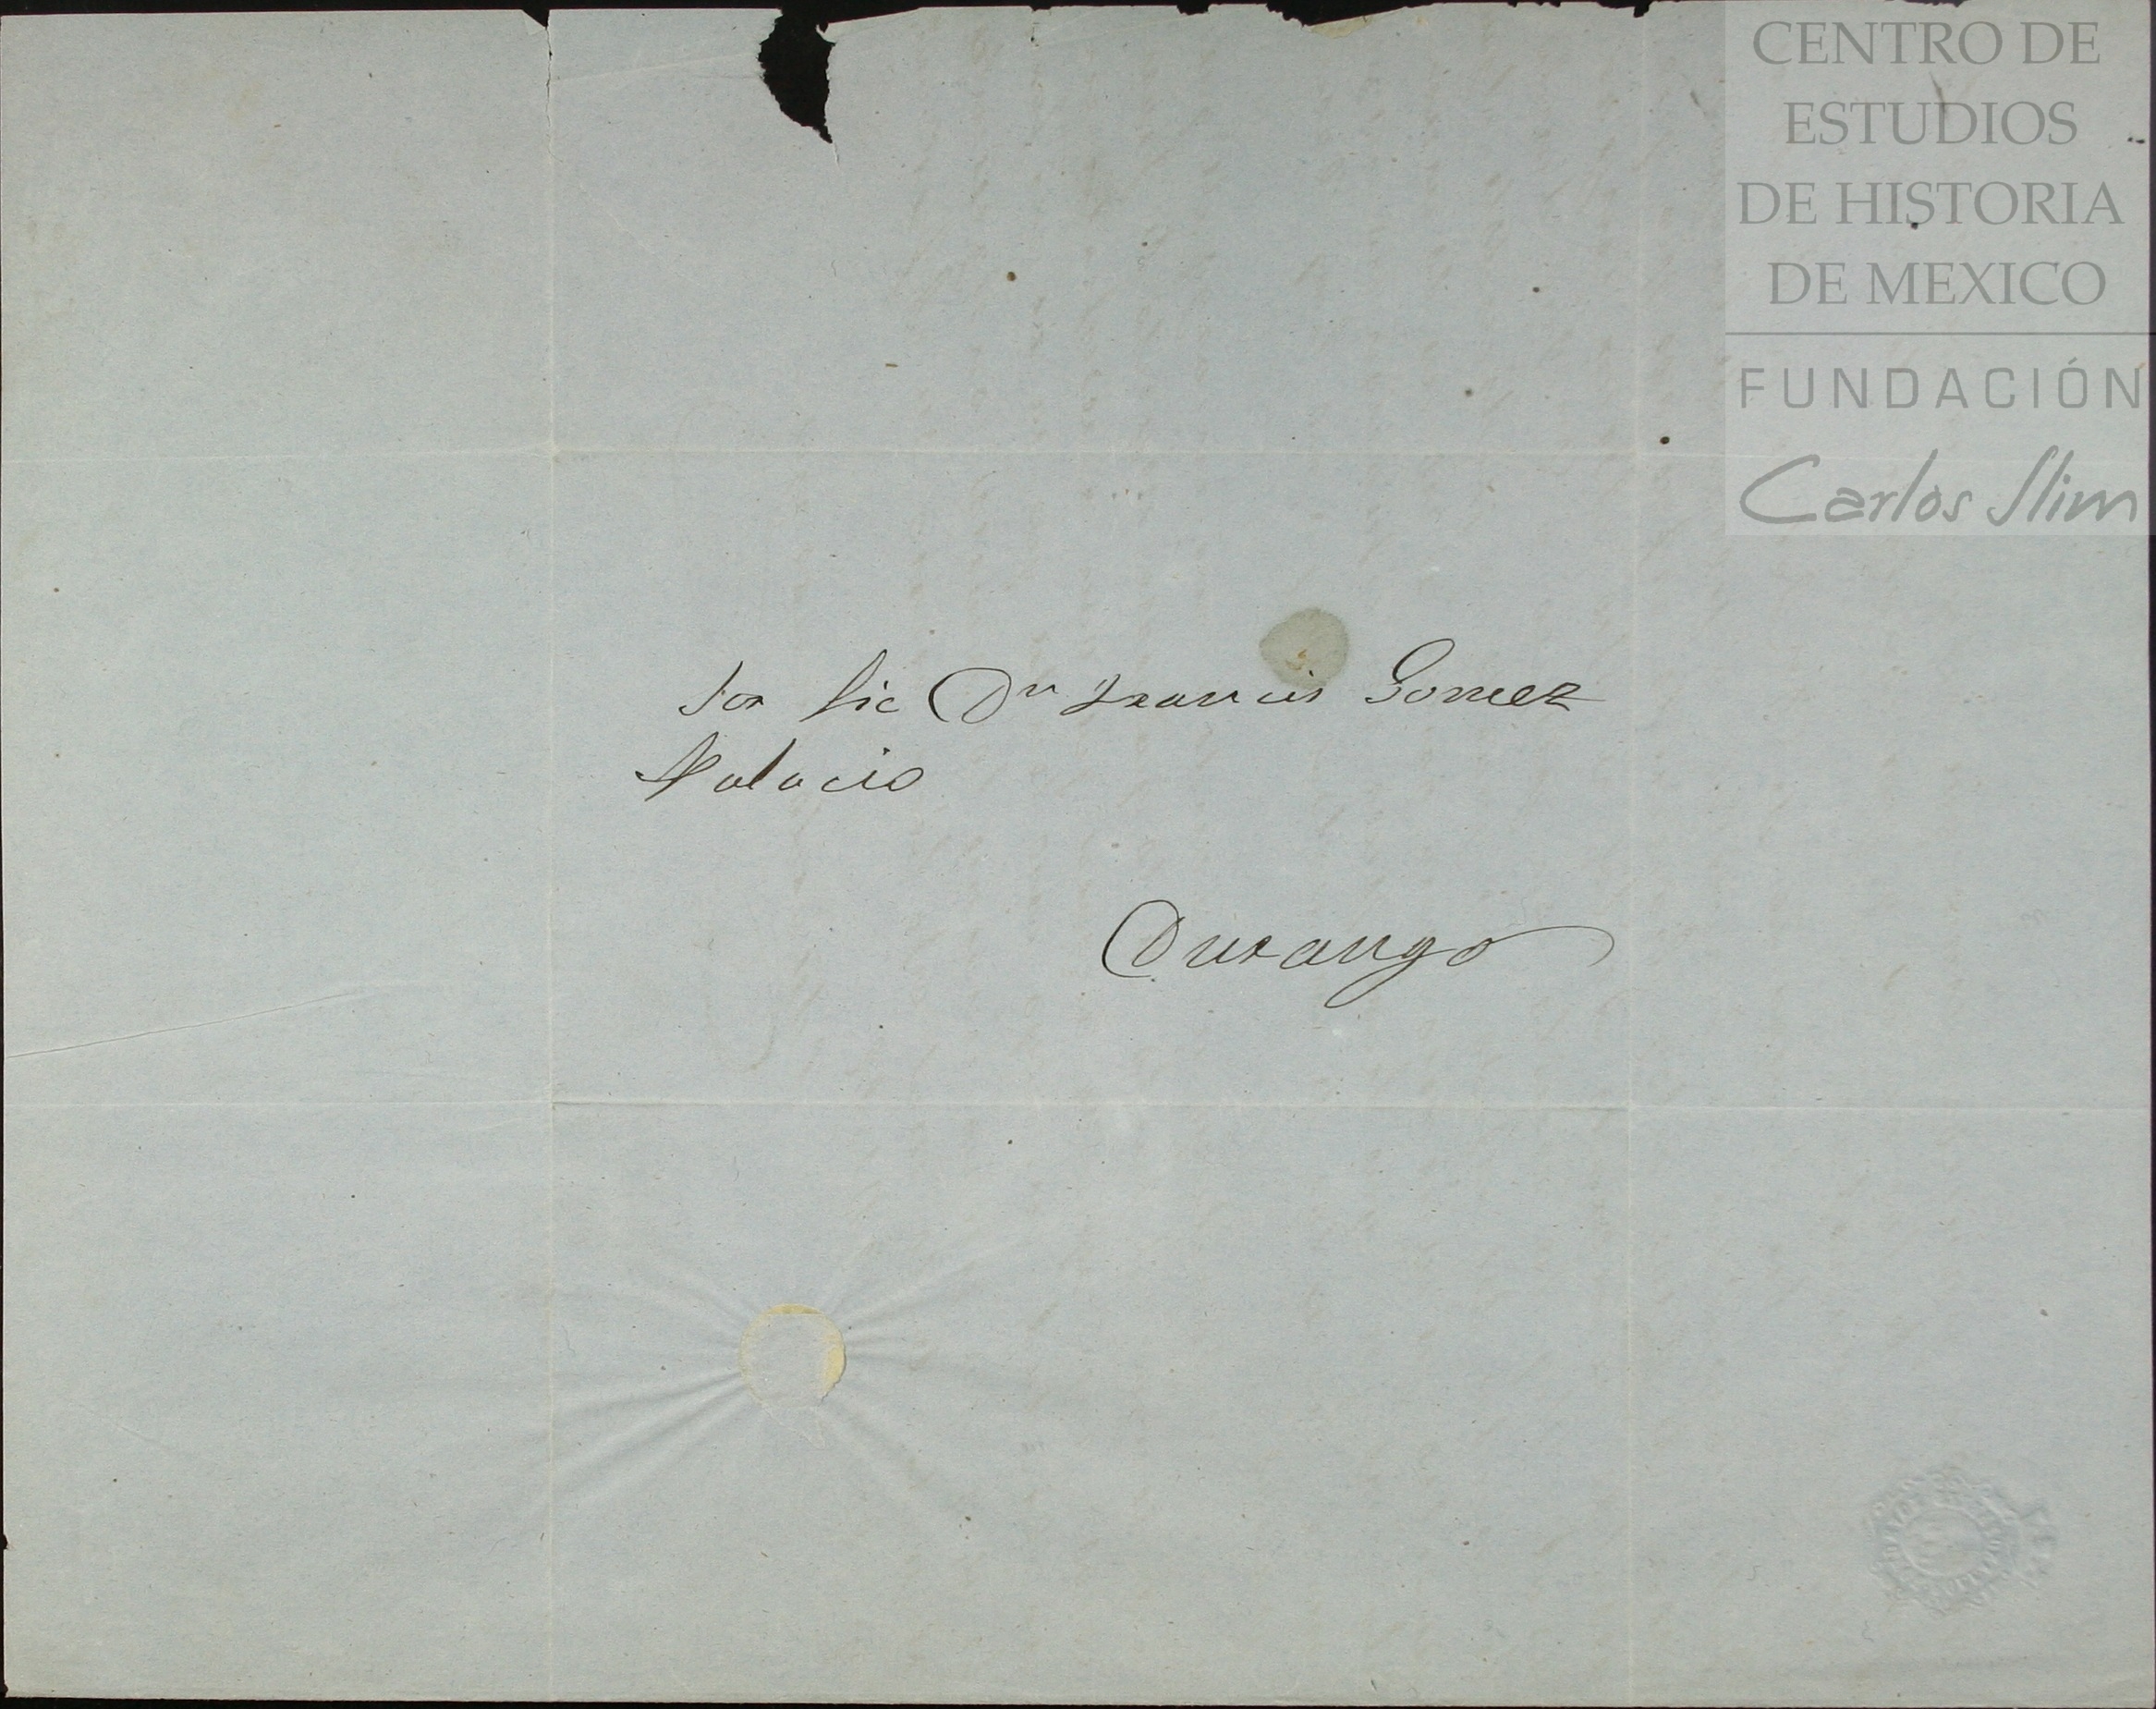 CENTRO DE
ESTUDIOS
DE HISTORIA
DE MEXICO
FUNDACIÓN
Carlos Slim
Sor Lic Dn Francis Gomez
Palacio
Durango